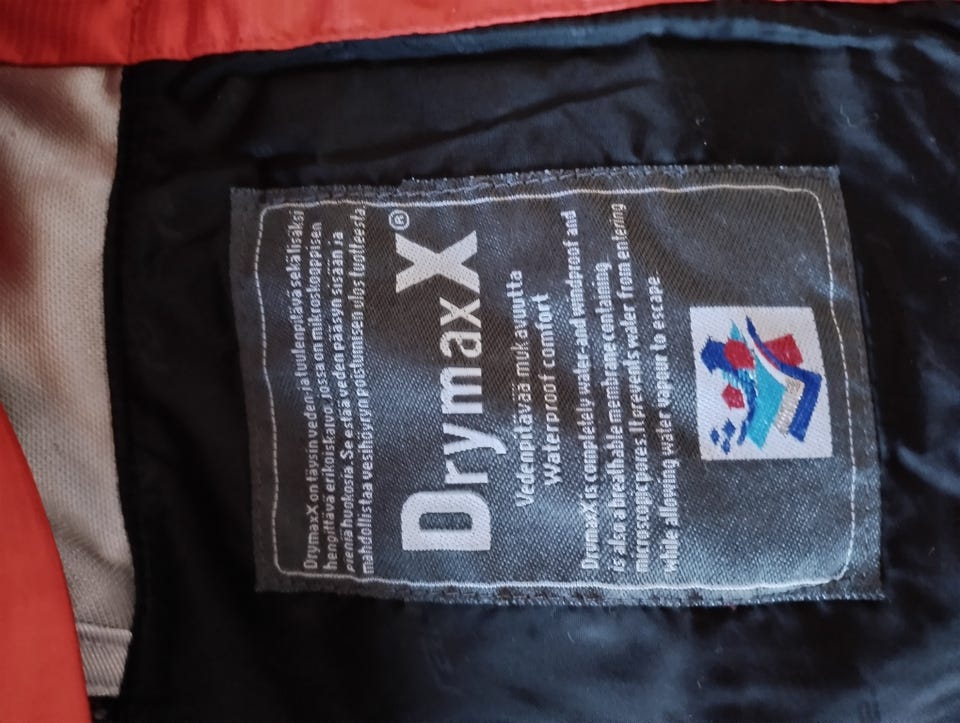 DrymaxX on täysin veden- ja tuulenpitävä sekä lisäksi
hengittävä erikoiskalvo, jossa on mikroskooppisen
pieniä huokosia. Se estää veden pääsyn sisään ja
mahdollistaa vesihöyryn poistumisen ulos tuotteesta.
DrymaxX®
Vedenpitävää mukavuutta
Waterproof comfort
DrymaxX is completely water-and windproof and
is also a breathable membrane containing
microscopic pores. It prevents water from entering
while allowing water vapour to escape.